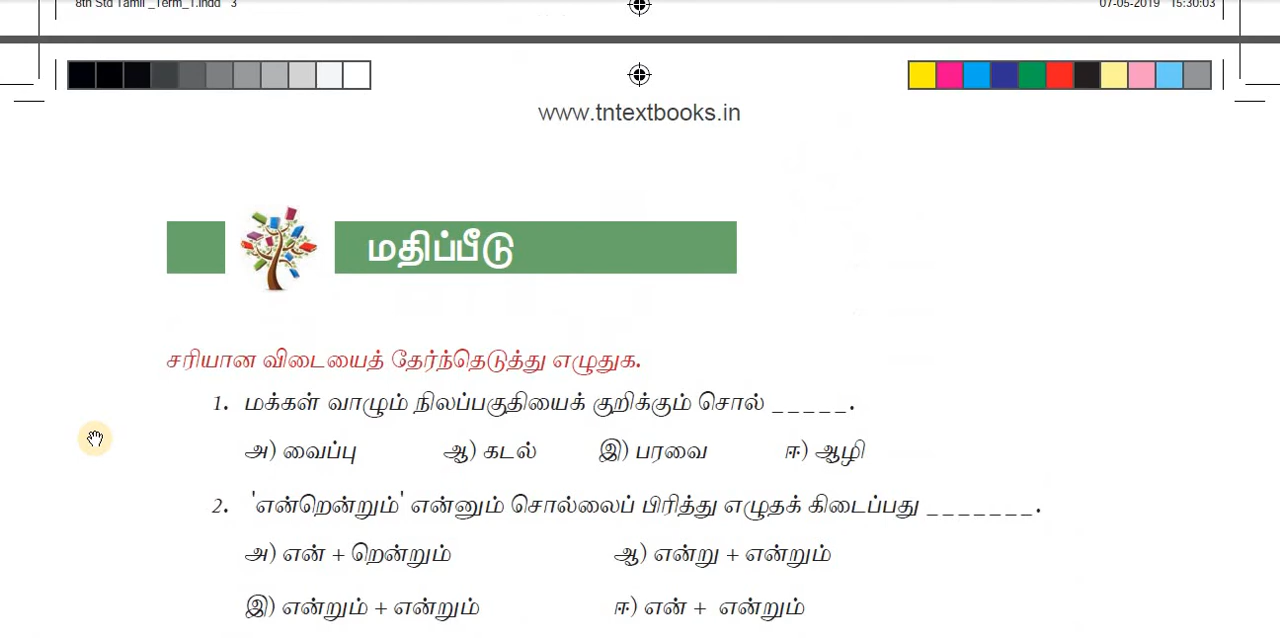 8th Std Tamil _Term_1.indd 3 07-05-2019 15:30:03
www.tntextbooks.in
மதிப்பீடு
சரியான விடையைத் தேர்ந்தெடுத்து எழுதுக.
1. மக்கள் வாழும் நிலப்பகுதியைக் குறிக்கும் சொல் _ _ _ _ _.
அ) வைப்பு ஆ) கடல் இ) பரவை ஈ) ஆழி
2. 'என்றென்றும்' என்னும் சொல்லைப் பிரித்து எழுதக் கிடைப்பது _ _ _ _ _ _ _.
அ) என் + றென்றும் ஆ) என்று + என்றும்
இ) என்றும் + என்றும் ஈ) என் + என்றும்